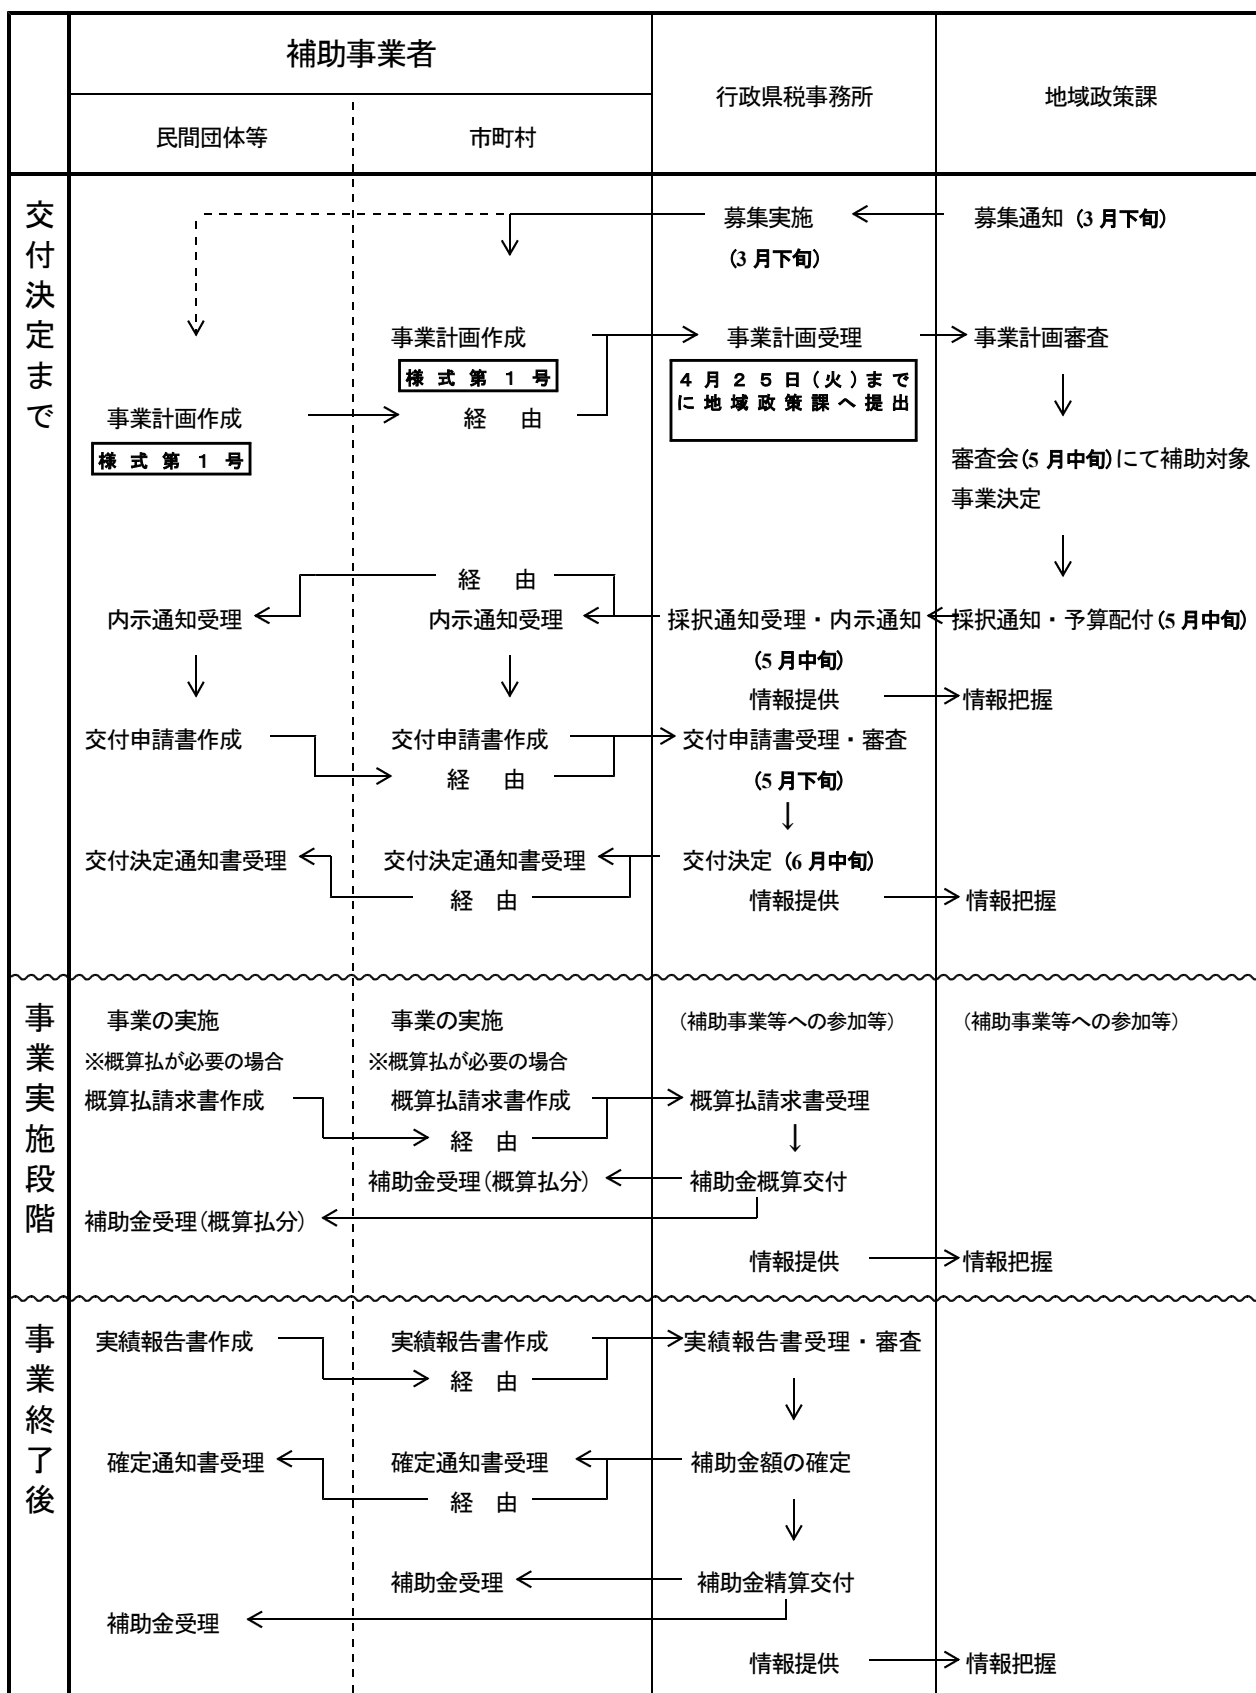 補助事業者
行政県税事務所
地域政策課
民間団体等
市町村
交付決定まで
募集実施
募集通知 (3 月下旬)
(3 月下旬)
事業計画作成
事業計画受理
事業計画審査
様式第1号
4月25日(火)まで
に地域政策課へ提出
事業計画作成
経 由
様式第1号
審査会(5 月中旬)にて補助対象
事業決定
経 由
内示通知受理
内示通知受理
採択通知受理・内示通知
採択通知・予算配付(5 月中旬)
(5 月中旬)
情報提供
情報把握
交付申請書作成
交付申請書作成
交付申請書受理・審査
経 由
(5 月下旬)
交付決定通知書受理
交付決定通知書受理
交付決定 (6 月中旬)
経 由
情報提供
情報把握
事業実施段階
事業の実施
事業の実施
(補助事業等への参加等)
(補助事業等への参加等)
※概算払が必要の場合
※概算払が必要の場合
概算払請求書作成
概算払請求書作成
概算払請求書受理
経 由
補助金受理(概算払分)
補助金概算交付
補助金受理(概算払分)
情報提供
情報把握
事業終了後
実績報告書作成
実績報告書作成
実績報告書受理・審査
経 由
確定通知書受理
確定通知書受理
補助金額の確定
経 由
補助金受理
補助金精算交付
補助金受理
情報提供
情報把握